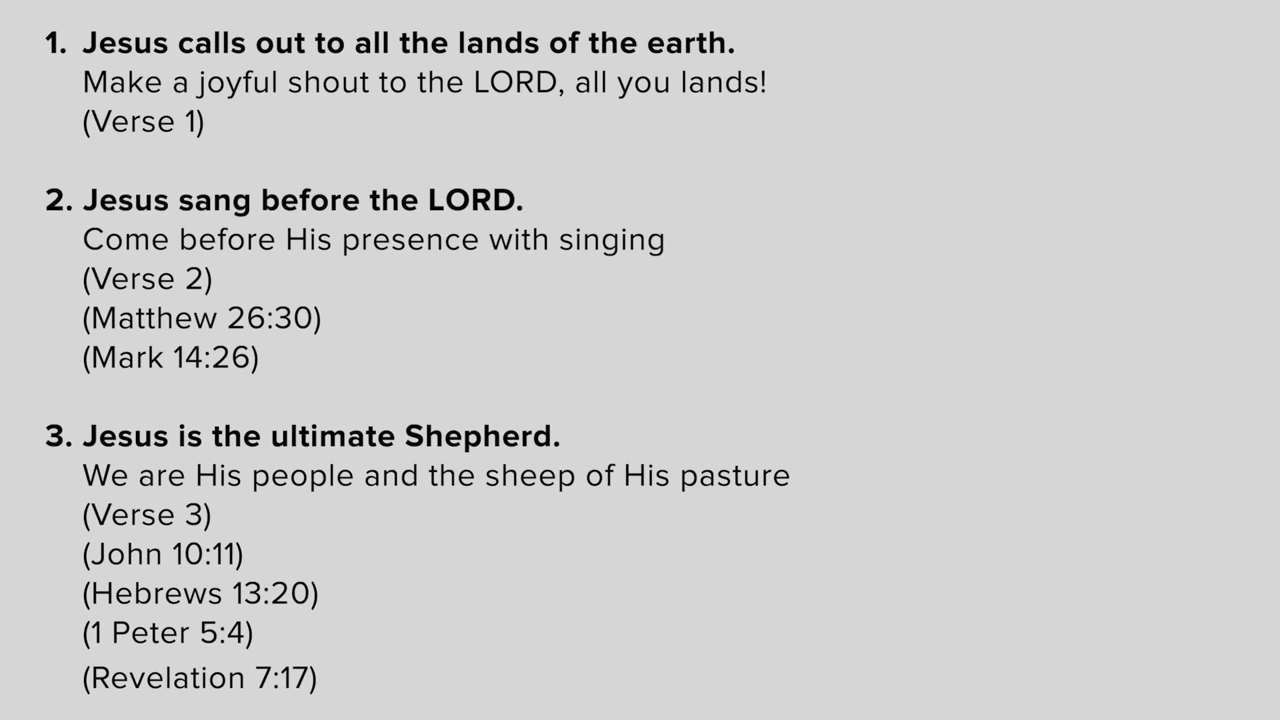 1. Jesus calls out to all the lands of the earth.
Make a joyful shout to the LORD, all you lands!
(Verse 1)
2. Jesus sang before the LORD.
Come before His presence with singing
(Verse 2)
(Matthew 26:30)
(Mark 14:26)
3. Jesus is the ultimate Shepherd.
We are His people and the sheep of His pasture
(Verse 3)
(John 10:11)
(Hebrews 13:20)
(1 Peter 5:4)
(Revelation 7:17)